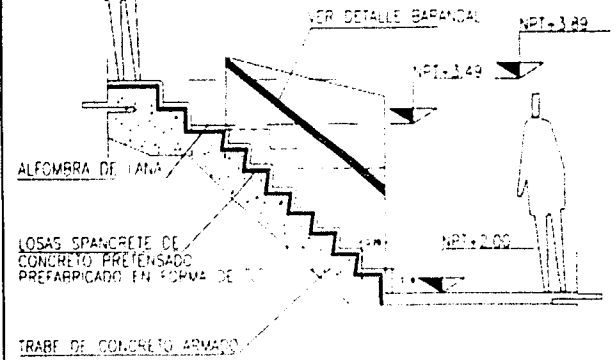 VER DETALLE BARANDAL
NPT+3.89
NPT+3.49
ALFOMBRA DE LANA
LOSAS SPANCRETE DE
CONCRETO PRETENSADO
PREFABRICADO EN FORMA DE
NPT+2.00
TRABE DE CONCRETO ARMADO